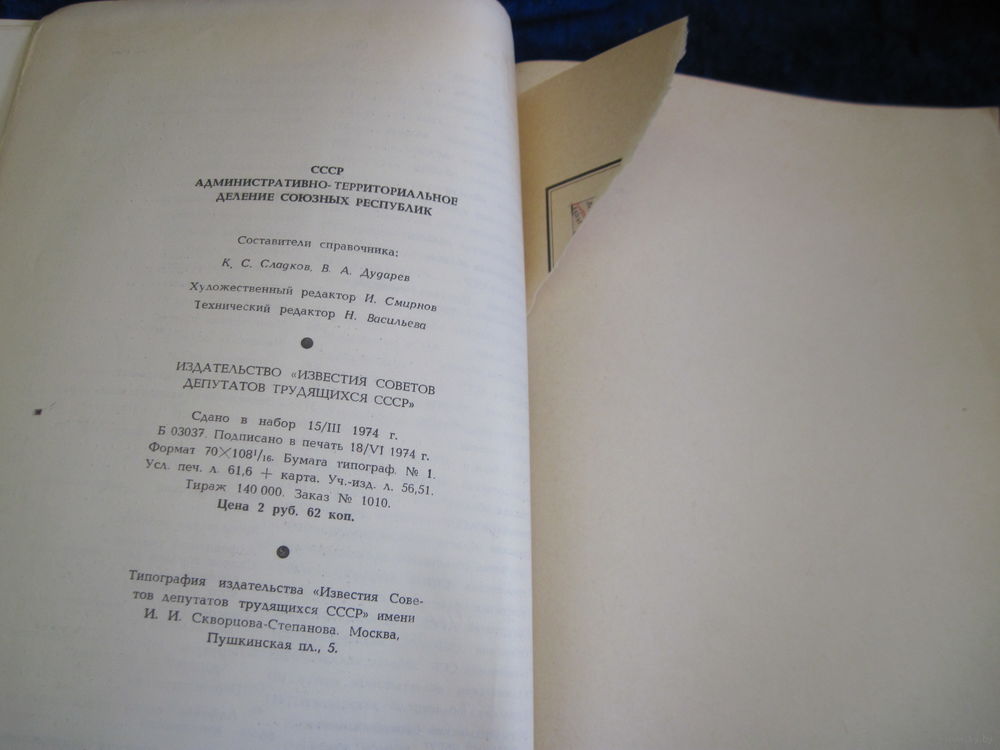 СССР
АДМИНИСТРАТИВНО-ТЕРРИТОРИАЛЬНОЕ
ДЕЛЕНИЕ СОЮЗНЫХ РЕСПУБЛИК
Составители справочника:
К. С. Сладков, В. А. Дударев
Художественный редактор И. Смирнов
Технический редактор Н. Васильева
ИЗДАТЕЛЬСТВО «ИЗВЕСТИЯ СОВЕТОВ
ДЕПУТАТОВ ТРУДЯЩИХСЯ СССР»
Сдано в набор 15/III 1974 г.
Б 03037. Подписано в печать 18/VI 1974 г.
Формат 70×108¹/₁₆. Бумага типограф. № 1.
Усл. печ. л. 61,6 + карта. Уч.-изд. л. 56,51.
Тираж 140 000. Заказ № 1010.
Цена 2 руб. 62 коп.
Типография издательства «Известия Сове-
тов депутатов трудящихся СССР» имени
И. И. Скворцова-Степанова. Москва,
Пушкинская пл., 5.